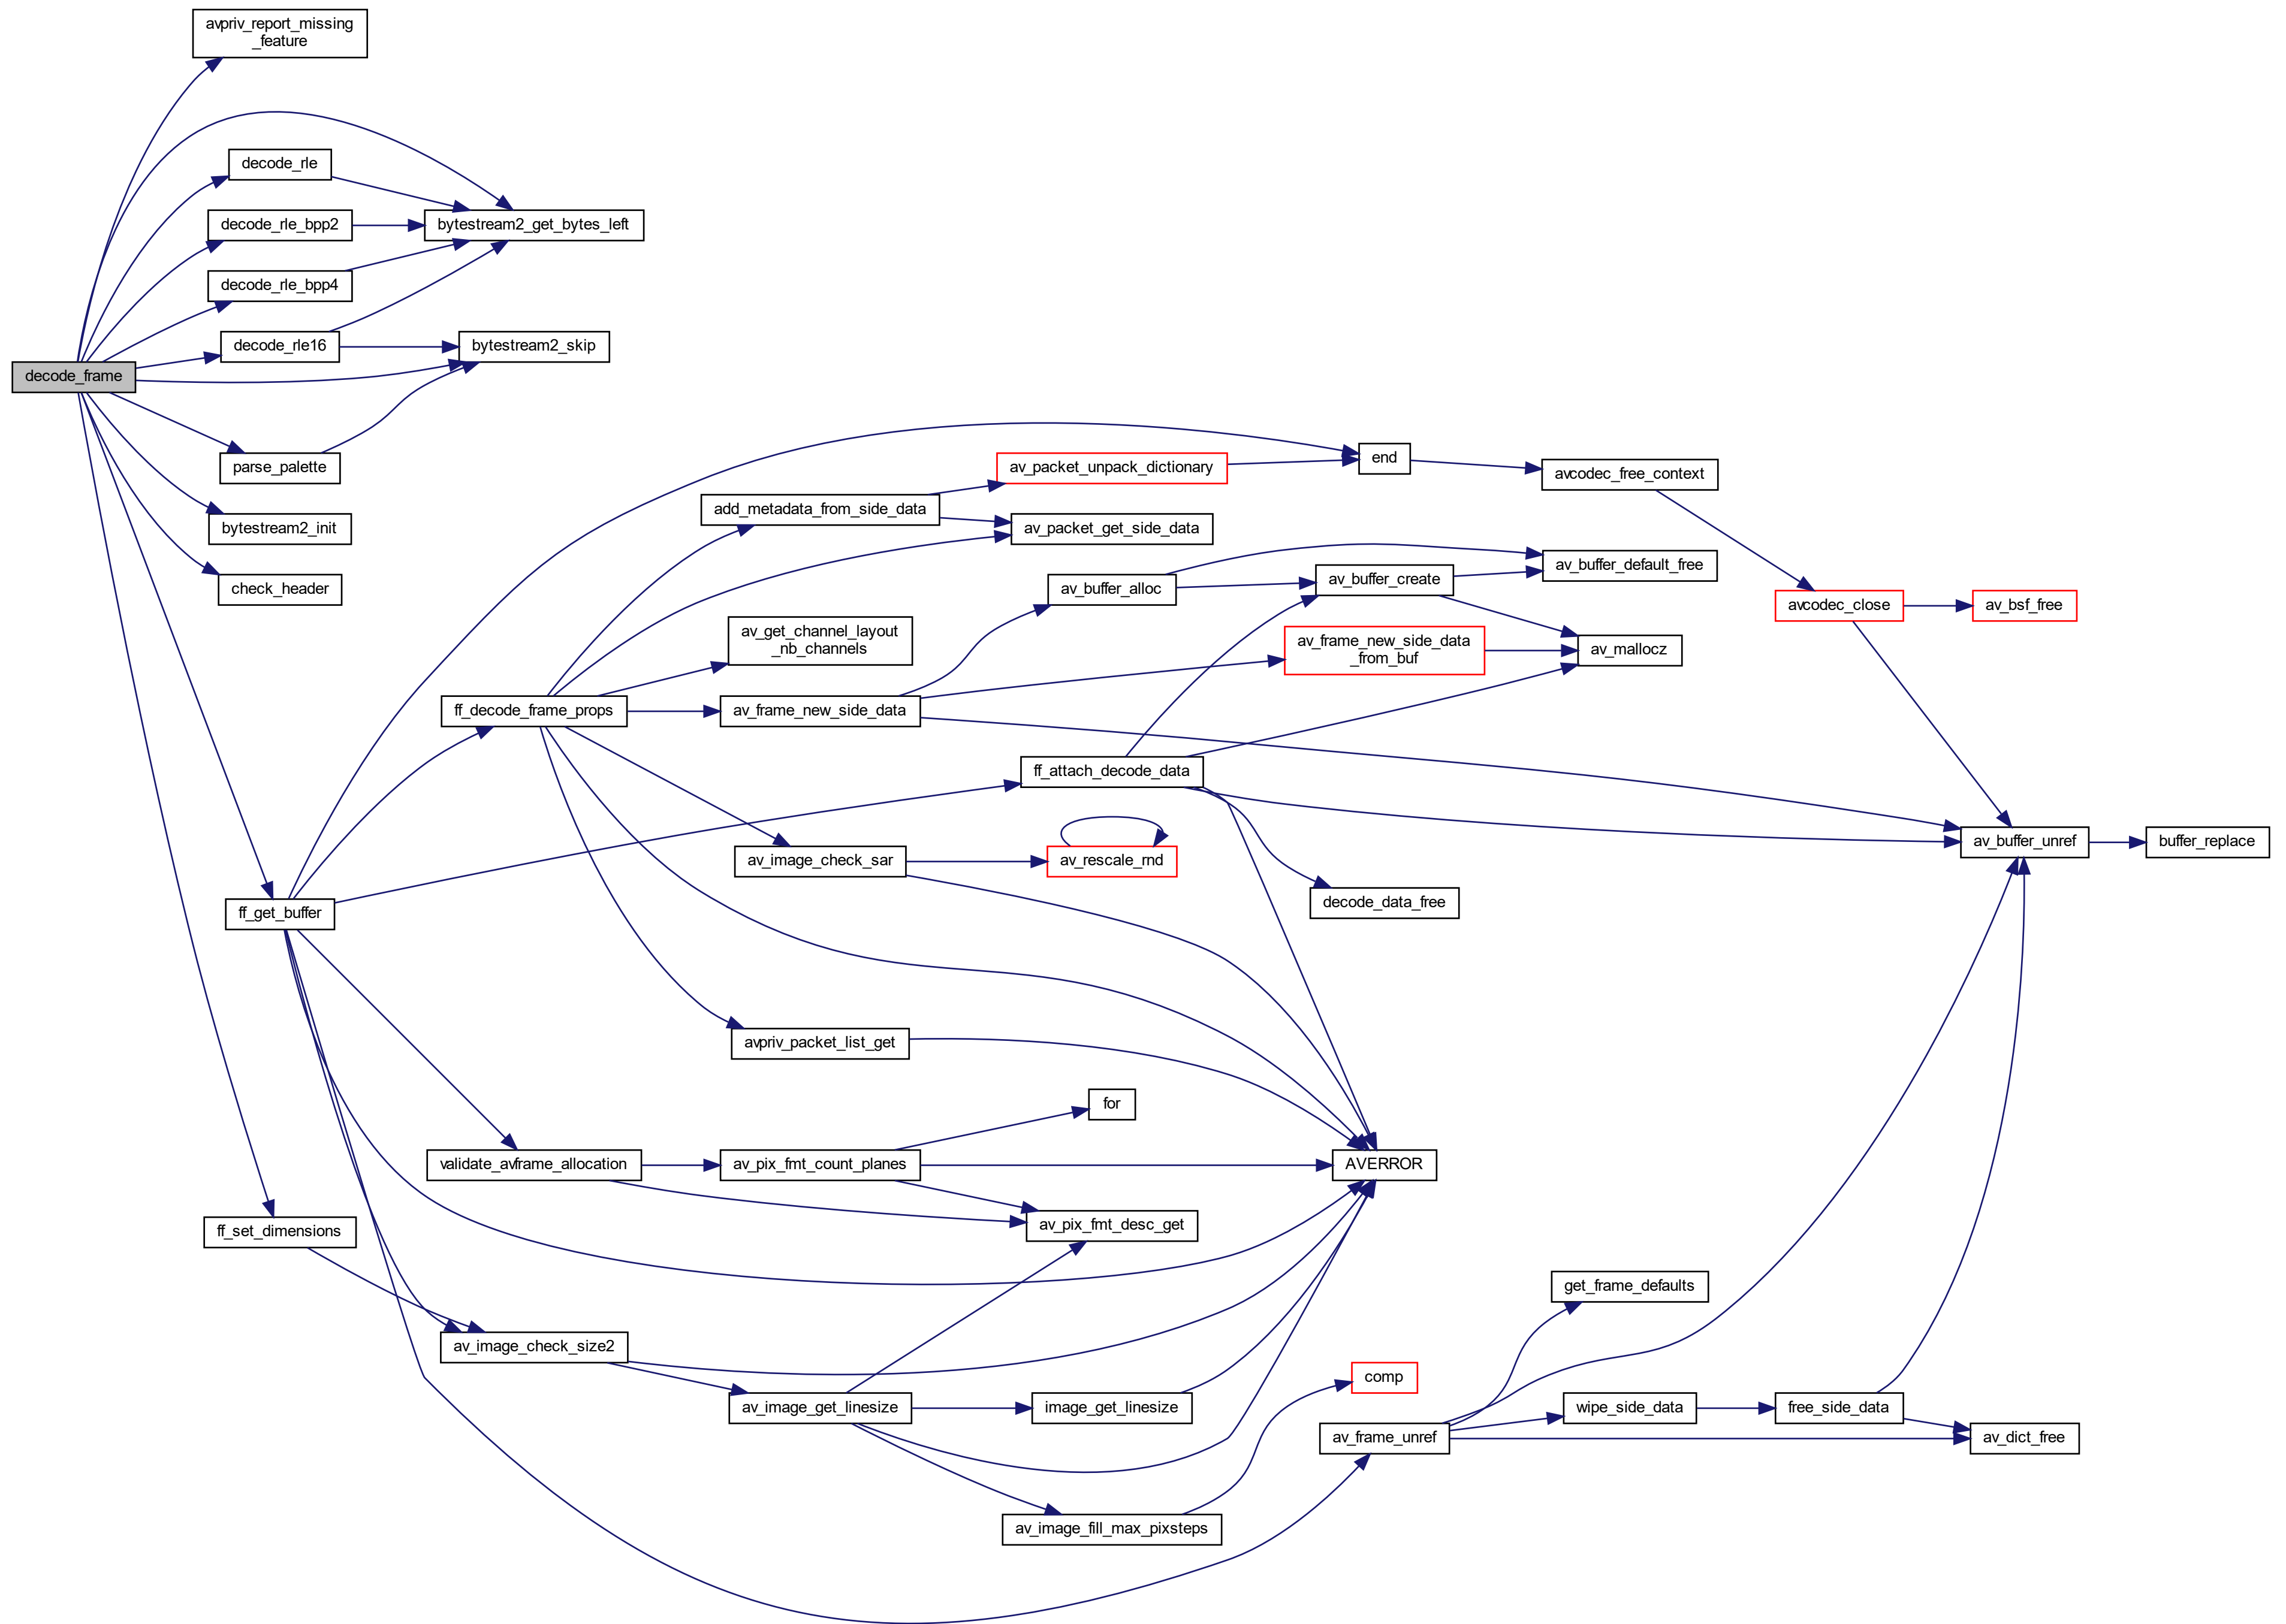 avpriv_report_missing
_feature
decode_rle
decode_rle_bpp2
bytestream2_get_bytes_left
decode_rle_bpp4
decode_rle16
bytestream2_skip
decode_frame
parse_palette
bytestream2_init
check_header
end
av_packet_unpack_dictionary
avcodec_free_context
add_metadata_from_side_data
av_packet_get_side_data
av_buffer_default_free
av_buffer_alloc
av_buffer_create
avcodec_close
av_bsf_free
av_get_channel_layout
_nb_channels
av_frame_new_side_data
_from_buf
av_mallocz
ff_decode_frame_props
av_frame_new_side_data
ff_attach_decode_data
av_image_check_sar
av_rescale_rnd
av_buffer_unref
buffer_replace
decode_data_free
ff_get_buffer
avpriv_packet_list_get
for
validate_avframe_allocation
av_pix_fmt_count_planes
AVERROR
ff_set_dimensions
av_pix_fmt_desc_get
get_frame_defaults
av_image_check_size2
comp
av_image_get_linesize
image_get_linesize
wipe_side_data
free_side_data
av_frame_unref
av_dict_free
av_image_fill_max_pixsteps